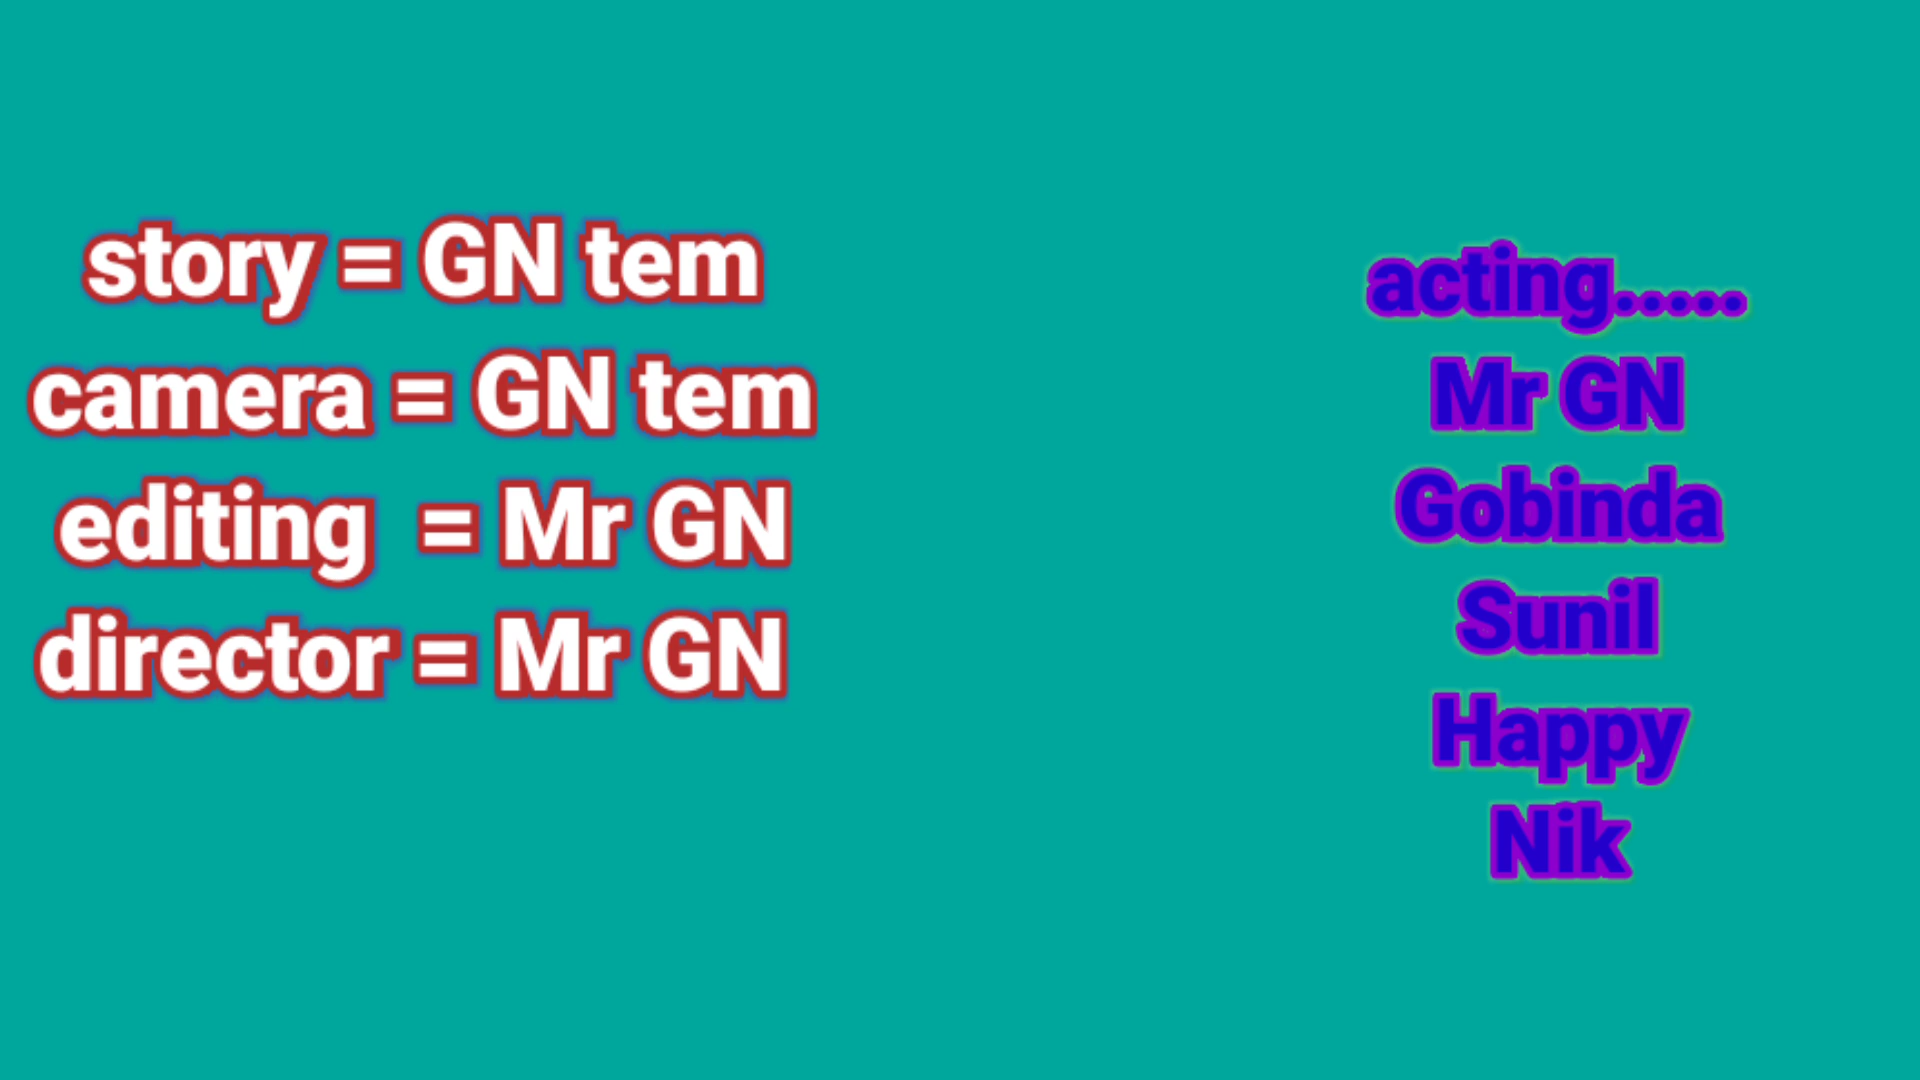 story = GN tem
camera = GN tem
editing  = Mr GN
director = Mr GN
acting.....
Mr GN
Gobinda
Sunil
Happy
Nik